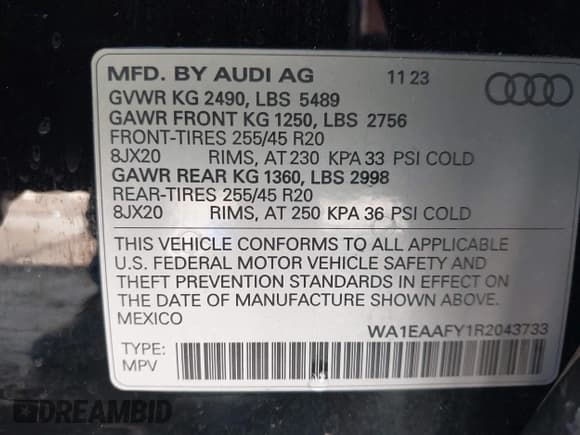 MFD. BY AUDI AG 11 23
GVWR KG 2490, LBS 5489
GAWR FRONT KG 1250, LBS 2756
FRONT-TIRES 255/45 R20
8JX20 RIMS, AT 230 KPA 33 PSI COLD
GAWR REAR KG 1360, LBS 2998
REAR-TIRES 255/45 R20
8JX20 RIMS, AT 250 KPA 36 PSI COLD
THIS VEHICLE CONFORMS TO ALL APPLICABLE
U.S. FEDERAL MOTOR VEHICLE SAFETY AND
THEFT PREVENTION STANDARDS IN EFFECT ON
THE DATE OF MANUFACTURE SHOWN ABOVE.
MEXICO
WA1EAAFY1R2043733
TYPE:
MPV
DREAMBID